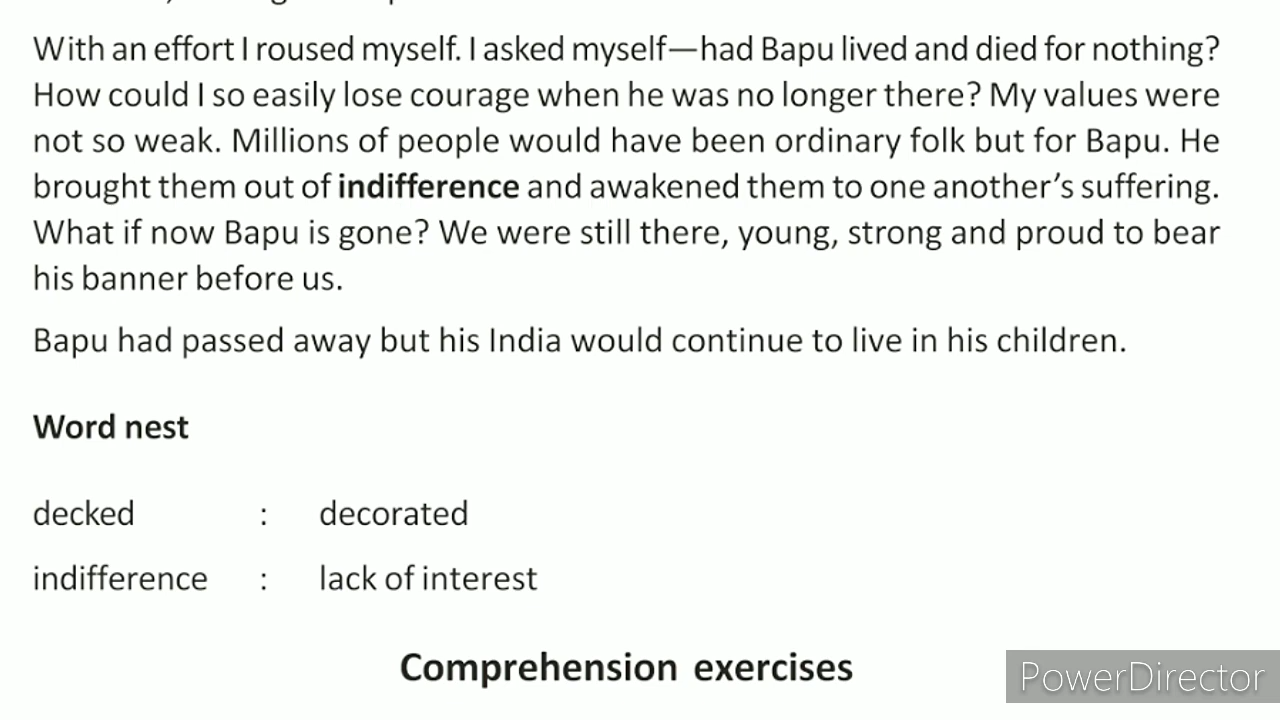 With an effort I roused myself. I asked myself—had Bapu lived and died for nothing?
How could I so easily lose courage when he was no longer there? My values were
not so weak. Millions of people would have been ordinary folk but for Bapu. He
brought them out of indifference and awakened them to one another's suffering.
What if now Bapu is gone? We were still there, young, strong and proud to bear
his banner before us.
Bapu had passed away but his India would continue to live in his children.
Word nest
decked : decorated
indifference : lack of interest
Comprehension exercises
PowerDirector